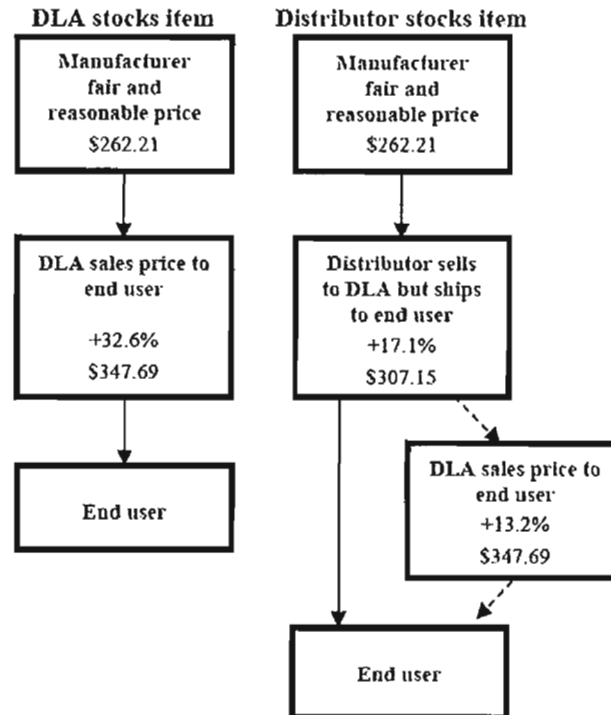 DLA stocks item
Manufacturer
fair and
reasonable price
$262.21
DLA sales price to
end user
+32.6%
$347.69
End user
Distributor stocks item
Manufacturer
fair and
reasonable price
$262.21
Distributor sells
to DLA but ships
to end user
+17.1%
$307.15
DLA sales price to
end user
+13.2%
$347.69
End user